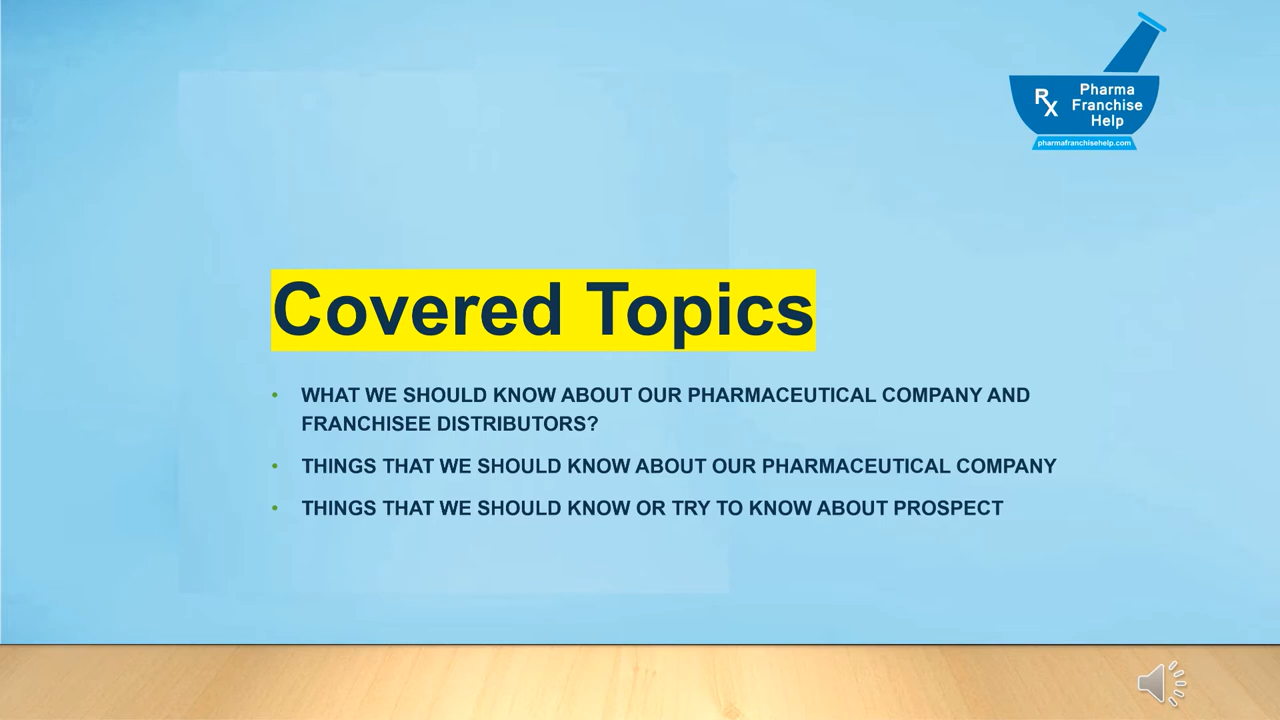 Rx
Pharma
Franchise
Help
pharmafranchisehelp.com
Covered Topics
• WHAT WE SHOULD KNOW ABOUT OUR PHARMACEUTICAL COMPANY AND
FRANCHISEE DISTRIBUTORS?
• THINGS THAT WE SHOULD KNOW ABOUT OUR PHARMACEUTICAL COMPANY
• THINGS THAT WE SHOULD KNOW OR TRY TO KNOW ABOUT PROSPECT